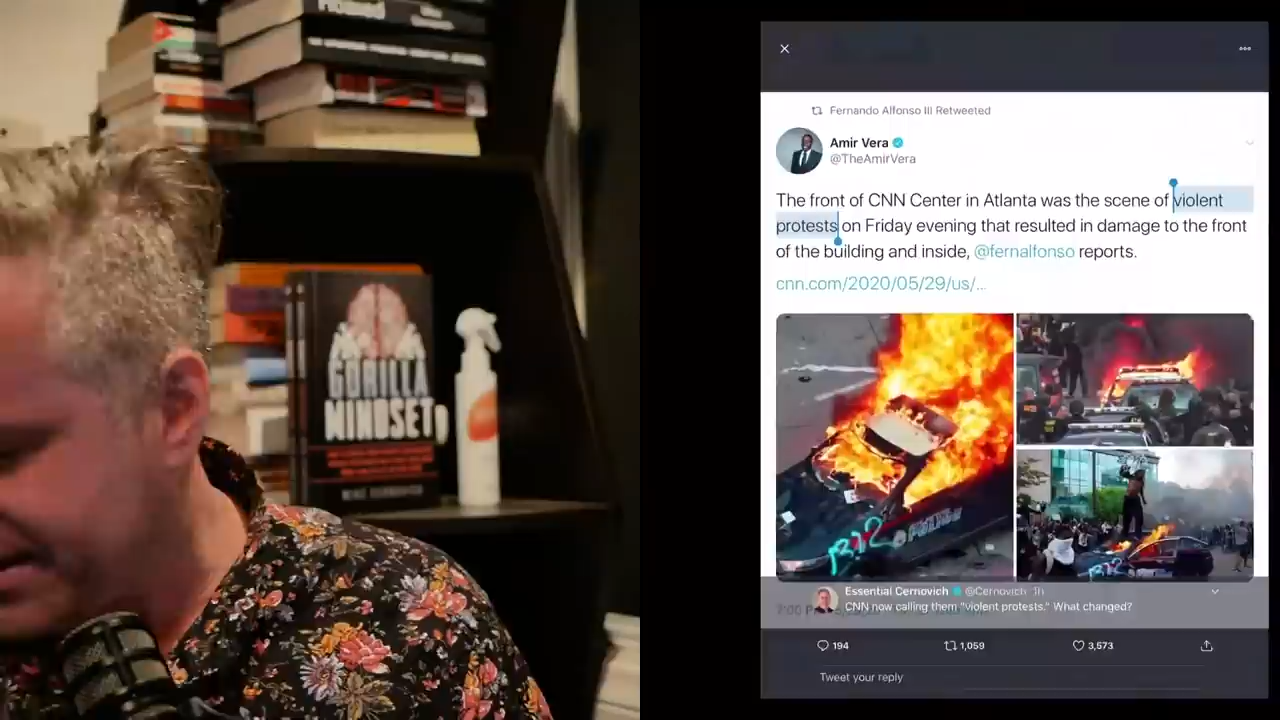 GORILLA
MINDSET
Fernando Alfonso III Retweeted
Amir Vera
@TheAmirVera
The front of CNN Center in Atlanta was the scene of violent
protests on Friday evening that resulted in damage to the front
of the building and inside, @fernalfonso reports.
cnn.com/2020/05/29/us/...
Essential Cernovich @Cernovich 1h
CNN now calling them "violent protests." What changed?
194
1,059
3,573
Tweet your reply